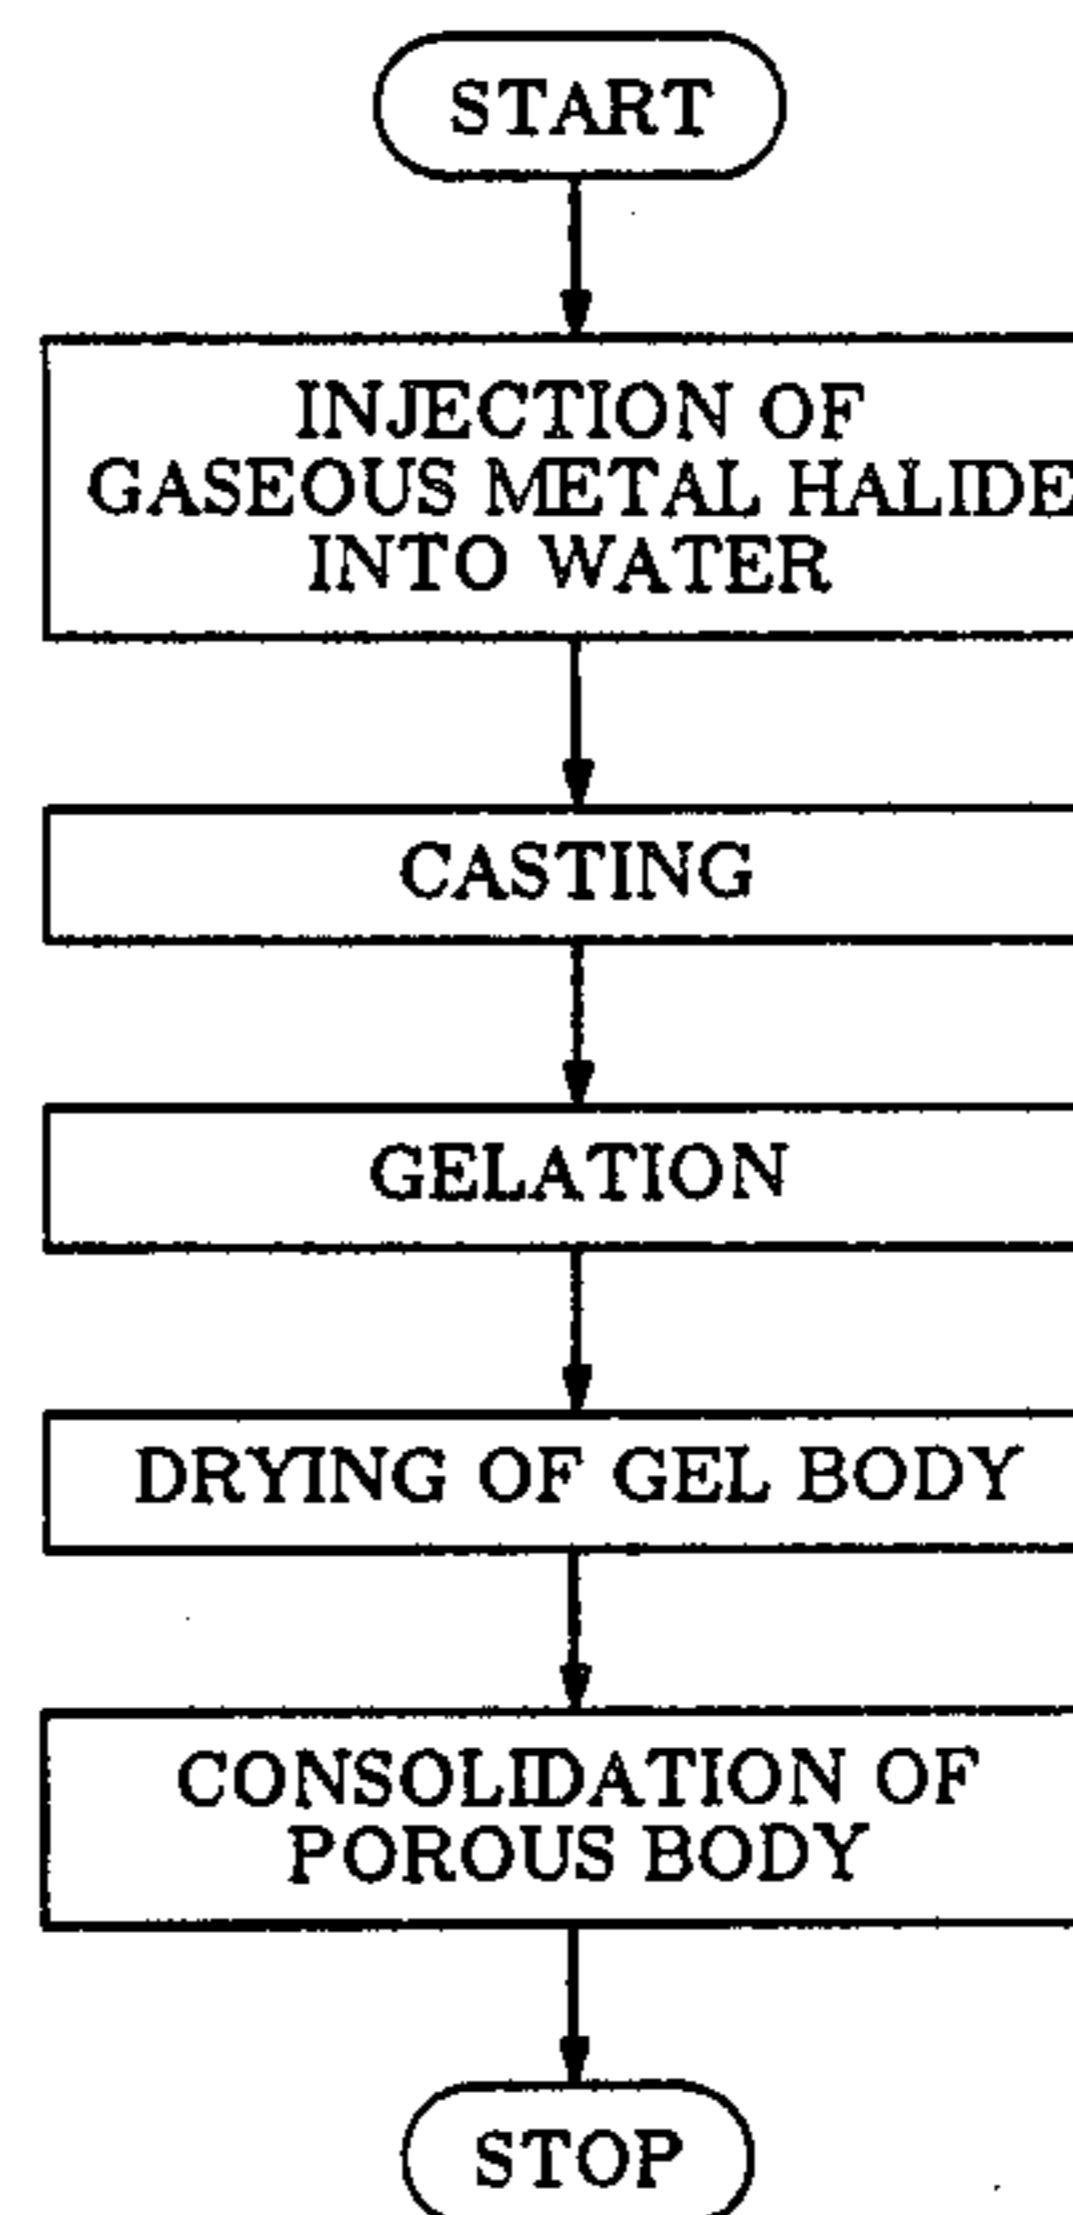 START
INJECTION OF
GASEOUS METAL HALIDE
INTO WATER
CASTING
GELATION
DRYING OF GEL BODY
CONSOLIDATION OF
POROUS BODY
STOP